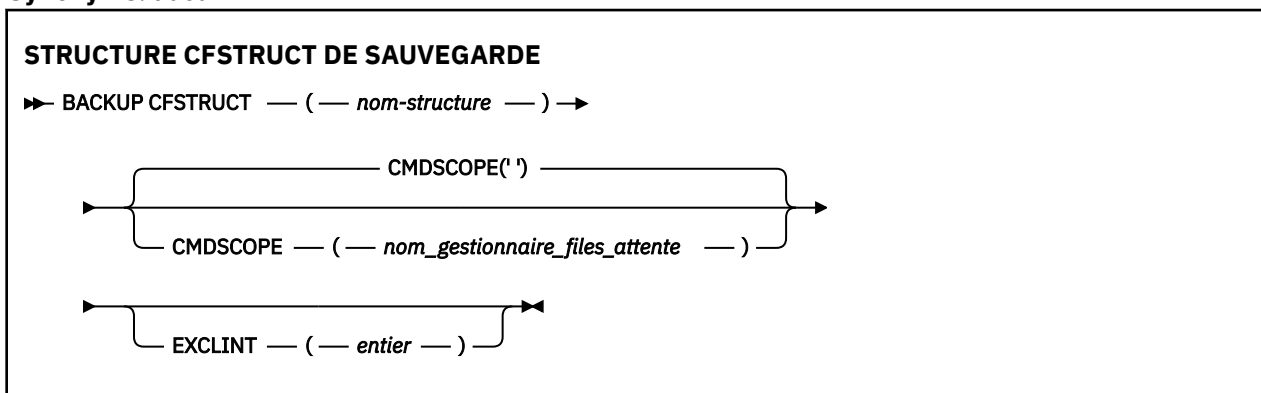 STRUCTURE CFSTRUCT DE SAUVEGARDE
BACKUP CFSTRUCT ( nom-structure )
CMDSCOPE(' ')
CMDSCOPE ( nom_gestionnaire_files_attente )
EXCLINT ( entier )